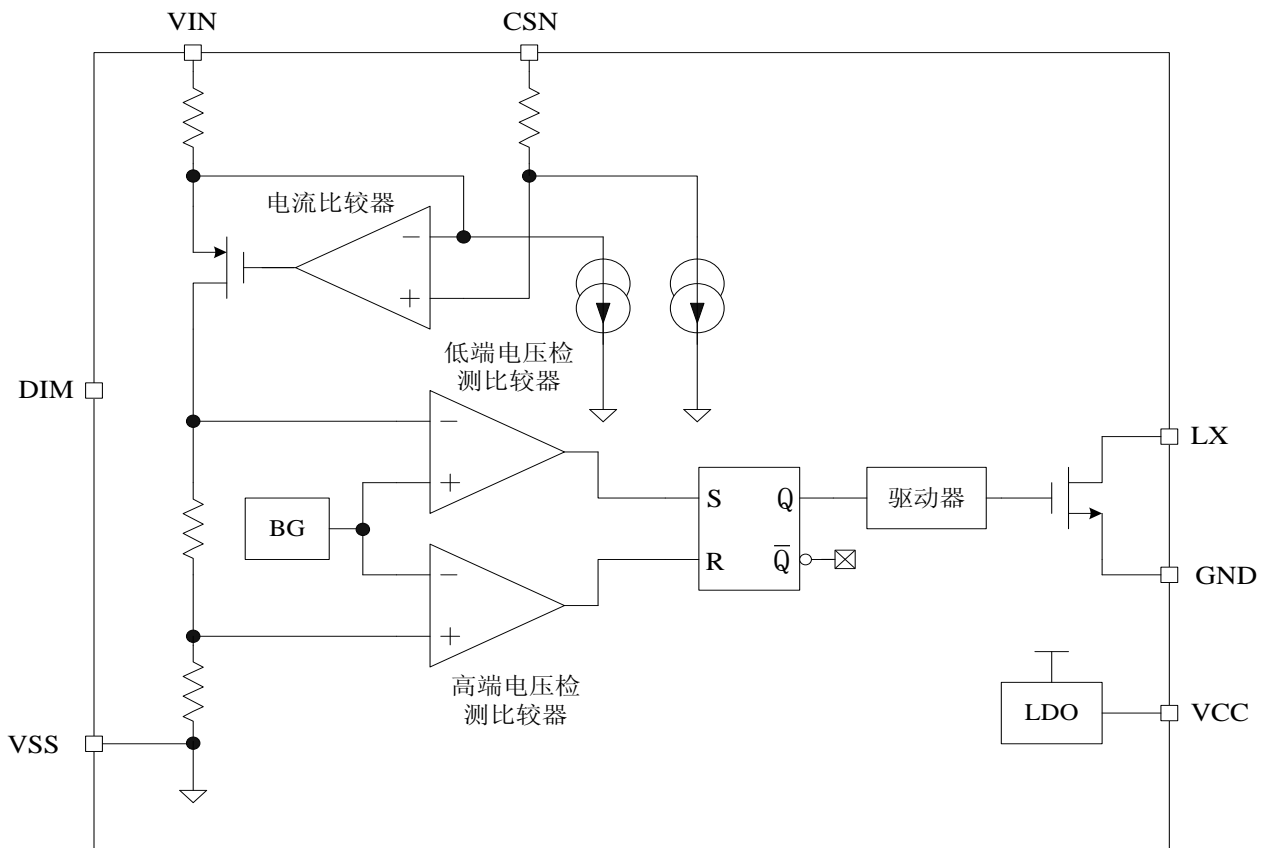 VIN
CSN
电流比较器
−
+
低端电压检
测比较器
DIM
−
+
LX
S
Q
驱动器
BG
R
Q̅
−
+
GND
高端电压检
测比较器
LDO
VCC
VSS